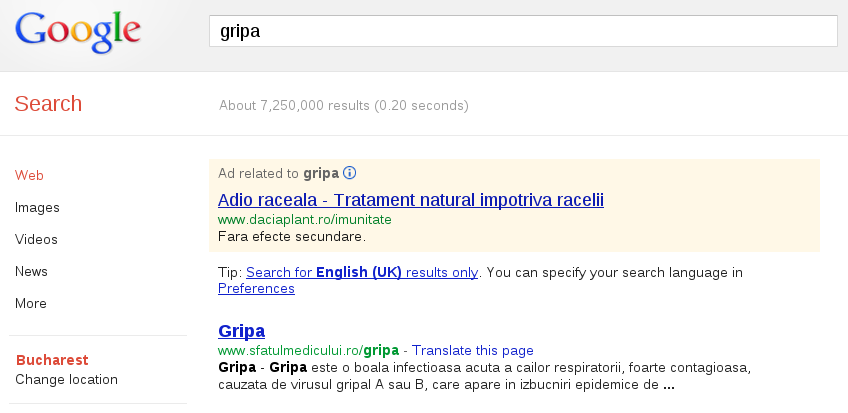 Google
gripa
Search
About 7,250,000 results (0.20 seconds)
Web
Images
Videos
News
More
Bucharest
Change location
Ad related to gripa
Adio raceala - Tratament natural impotriva racelii
www.daciaplant.ro/imunitate
Fara efecte secundare.
Tip: Search for English (UK) results only. You can specify your search language in
Preferences
Gripa
www.sfatulmedicului.ro/gripa - Translate this page
Gripa - Gripa este o boala infectioasa acuta a cailor respiratorii, foarte contagioasa,
cauzata de virusul gripal A sau B, care apare in izbucniri epidemice de ...